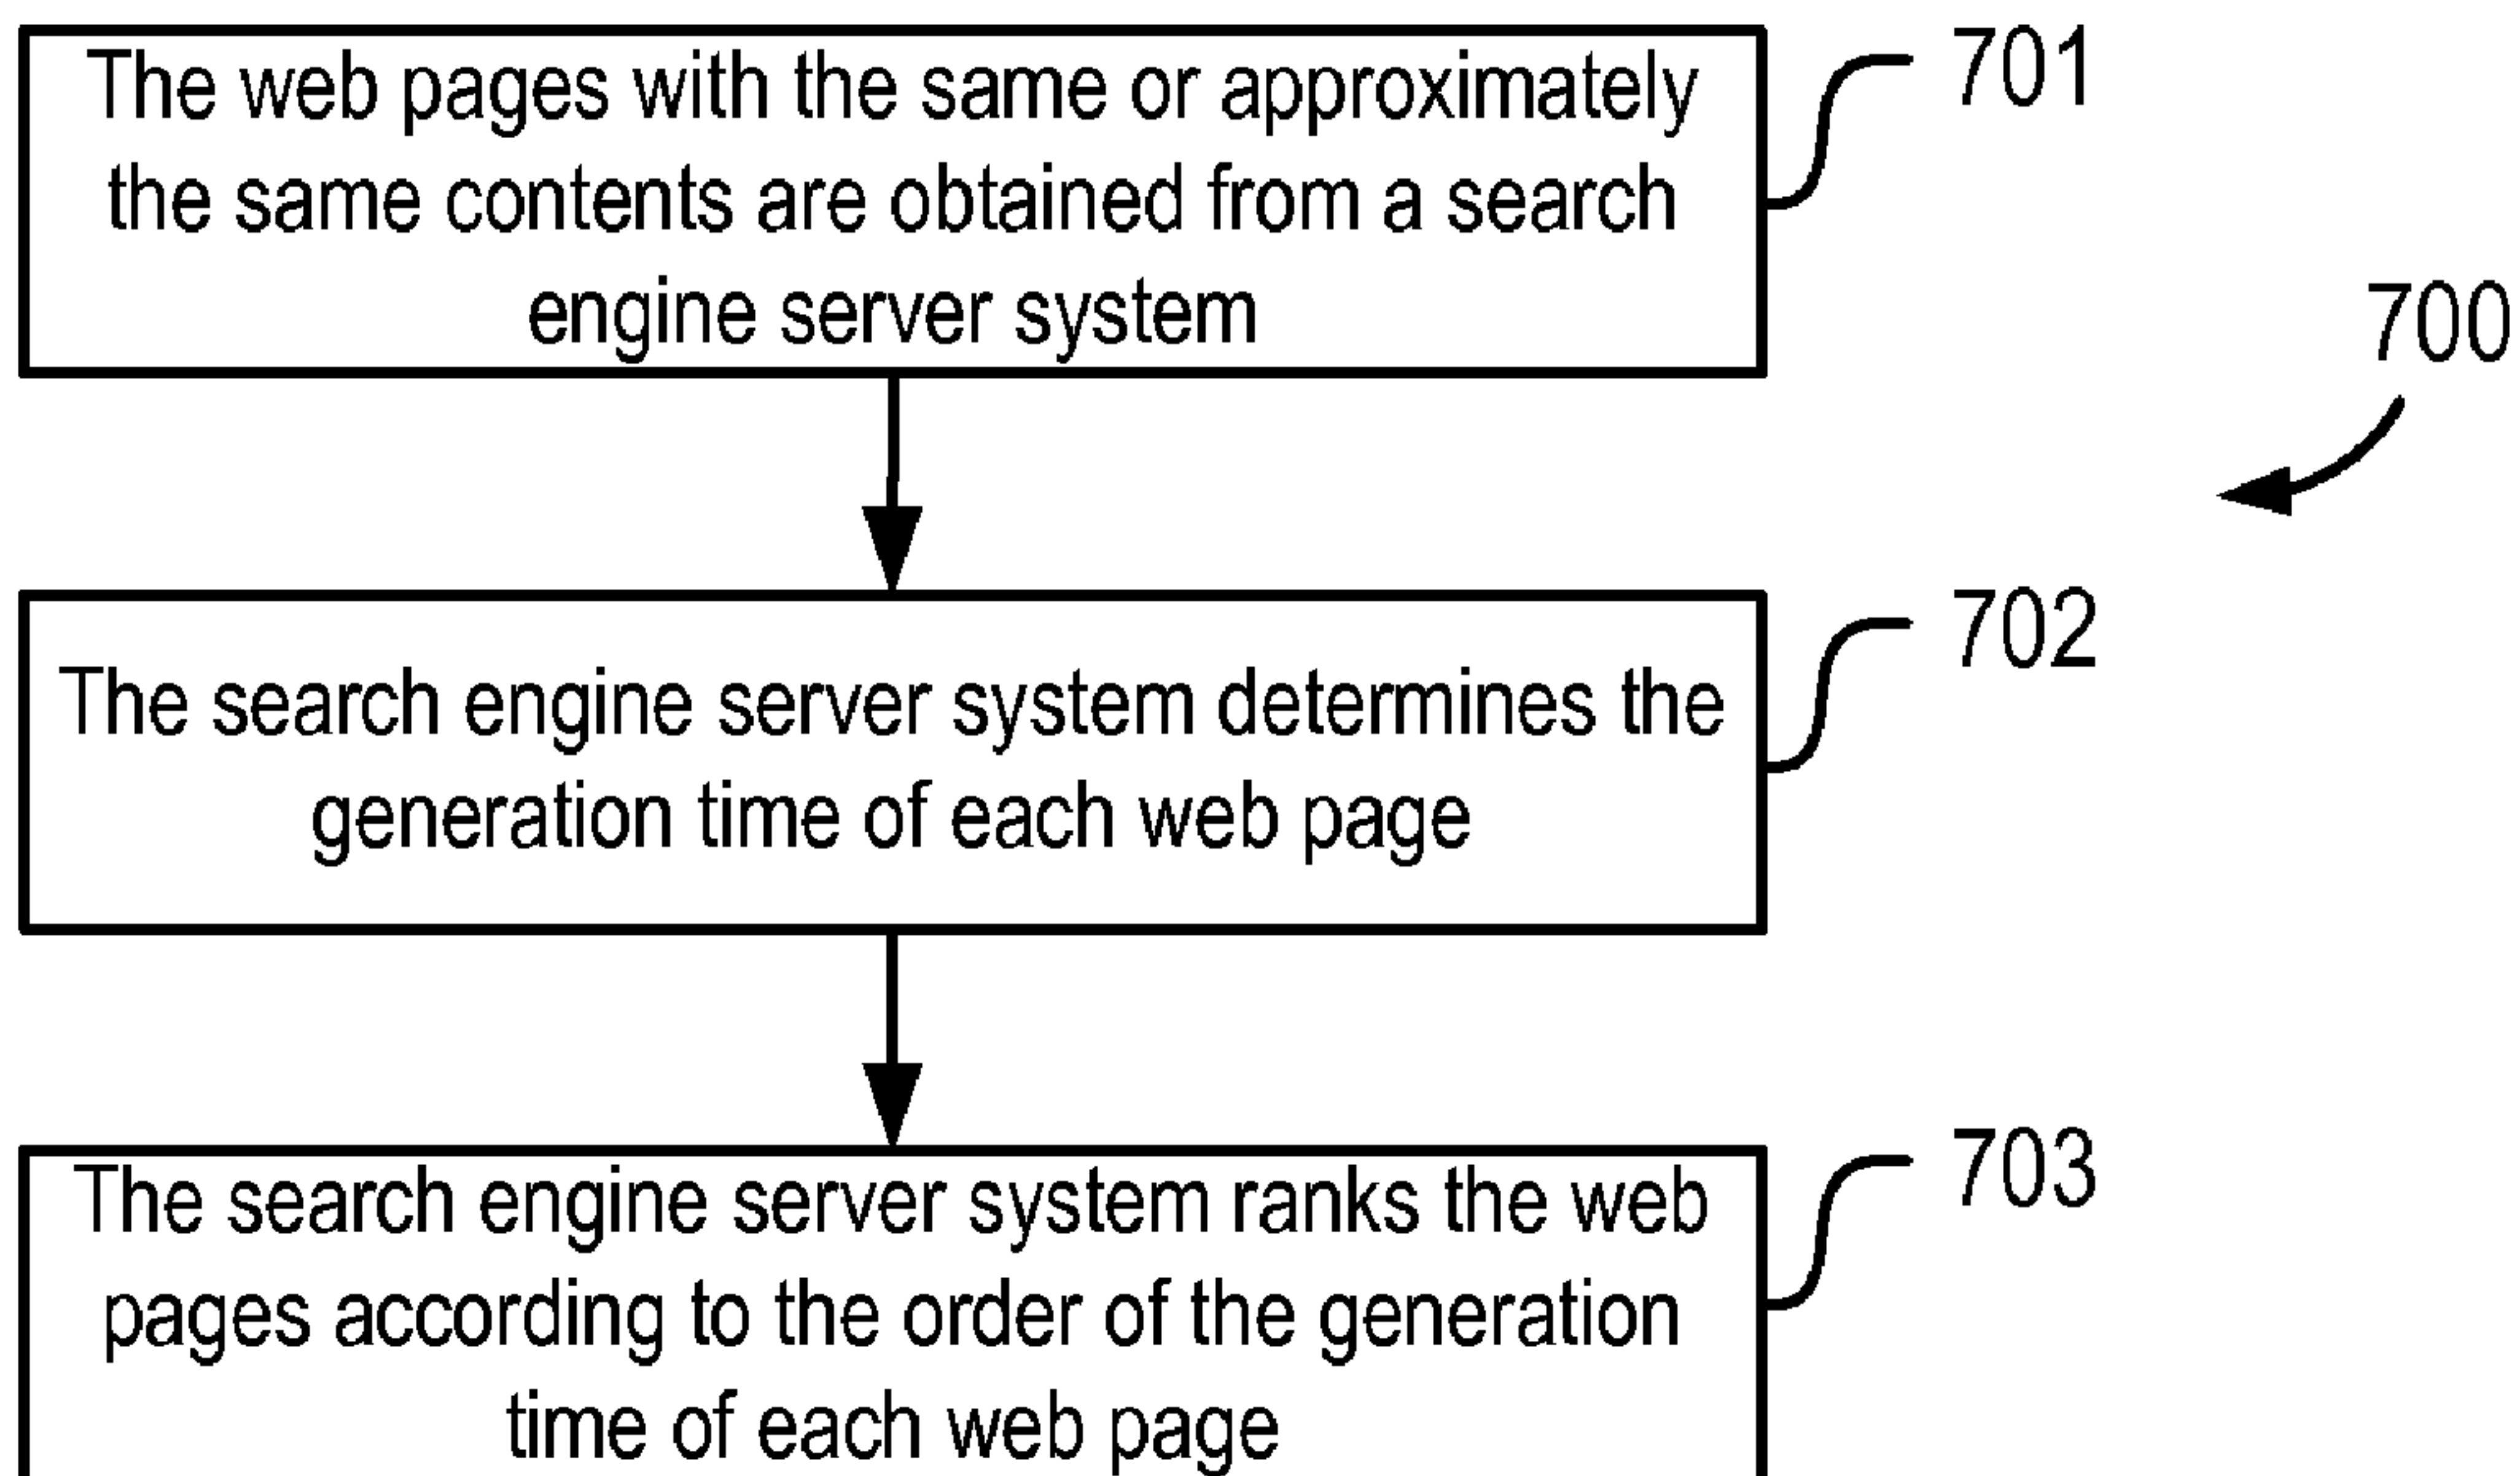 The web pages with the same or approximately
the same contents are obtained from a search
engine server system
701
700
The search engine server system determines the
generation time of each web page
702
The search engine server system ranks the web
pages according to the order of the generation
time of each web page
703